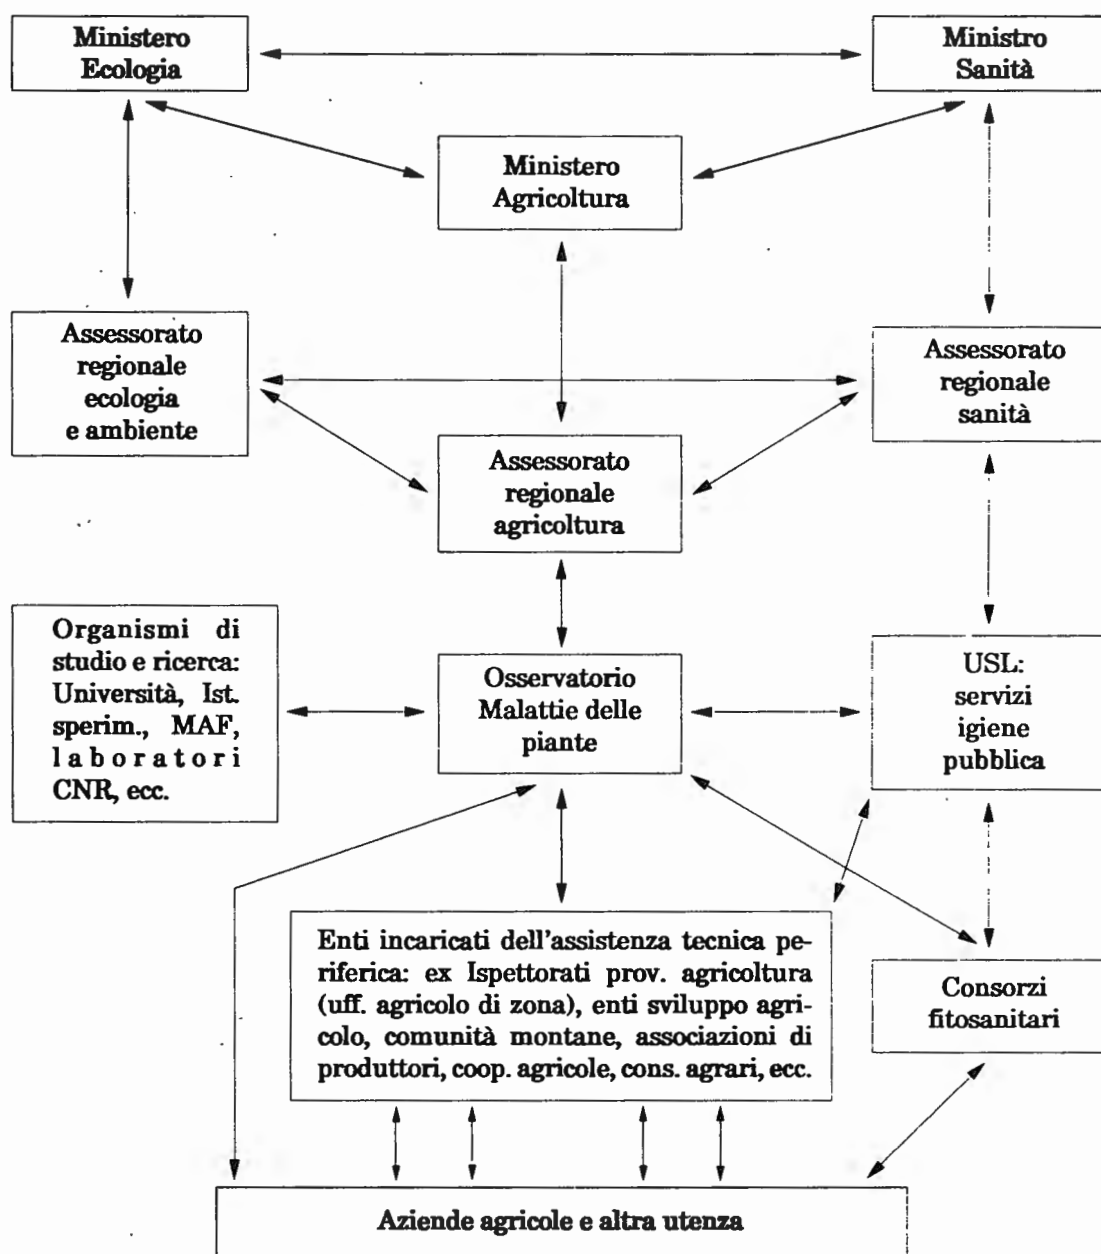 Ministero
Ecologia
Ministro
Sanità
Ministero
Agricoltura
Assessorato
regionale
ecologia
e ambiente
Assessorato
regionale
sanità
Assessorato
regionale
agricoltura
Organismi di
studio e ricerca:
Università, Ist.
sperim., MAF,
laboratori
CNR, ecc.
Osservatorio
Malattie delle
piante
USL:
servizi
igiene
pubblica
Enti incaricati dell'assistenza tecnica pe-
riferica: ex Ispettorati prov. agricoltura
(uff. agricolo di zona), enti sviluppo agri-
colo, comunità montane, associazioni di
produttori, coop. agricole, cons. agrari, ecc.
Consorzi
fitosanitari
Aziende agricole e altra utenza